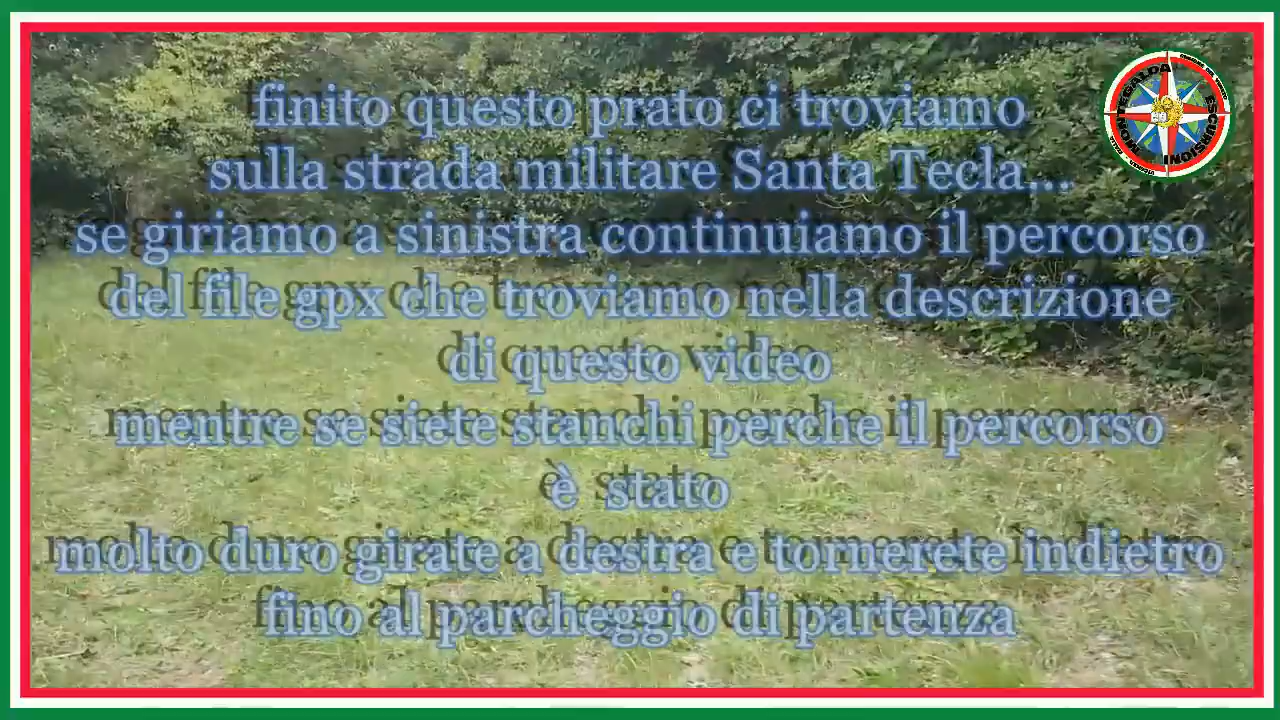 finito questo prato ci troviamo
sulla strada militare Santa Tecla...
se giriamo a sinistra continuiamo il percorso
del file gpx che troviamo nella descrizione
di questo video
mentre se siete stanchi perche il percorso
è stato
molto duro girate a destra e tornerete indietro
fino al parcheggio di partenza
MONTEGALDA ESCURSIONI